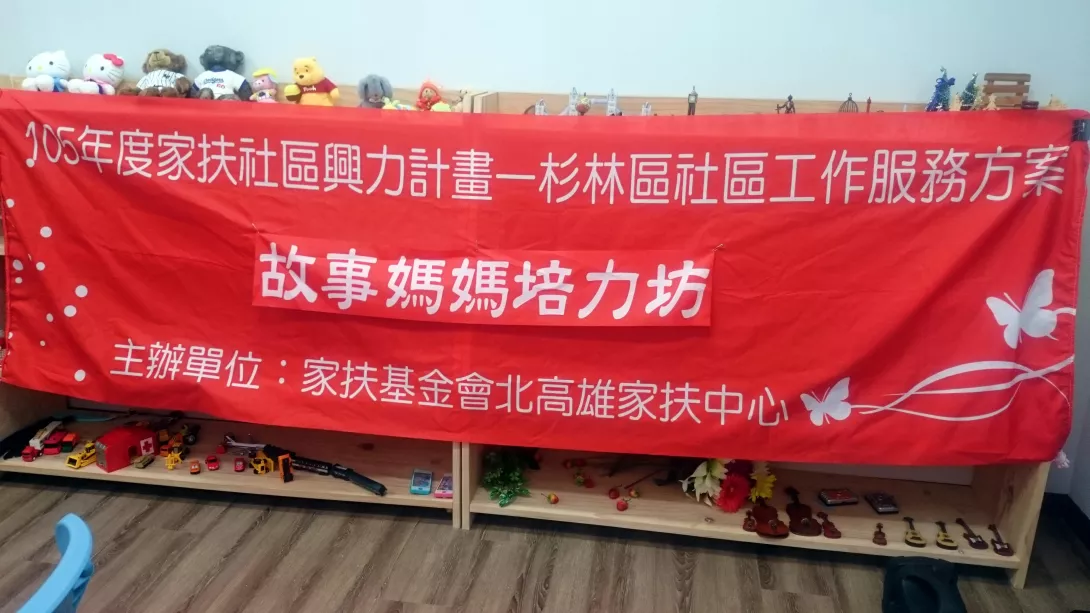 105年度家扶社區興力計畫－杉林區社區工作服務方案
故事媽媽培力坊
主辦單位：家扶基金會北高雄家扶中心